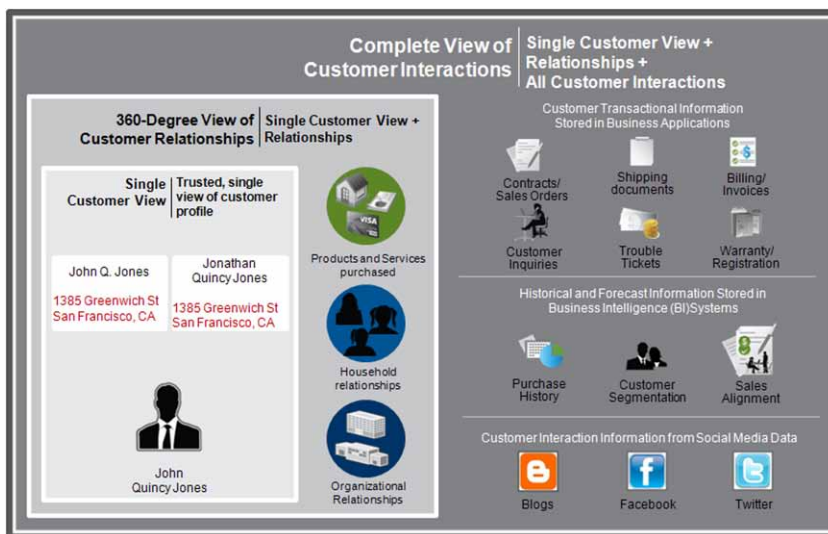 Complete View of
Customer Interactions
Single Customer View +
Relationships +
All Customer Interactions
360-Degree View of
Customer Relationships
Single Customer View +
Relationships
Single
Customer View
Trusted, single
view of customer
profile
John Q. Jones
1385 Greenwich St
San Francisco, CA
Jonathan
Quincy Jones
1385 Greenwich St
San Francisco, CA
John
Quincy Jones
VISA
Products and Services
purchased
Household
relationships
Organizational
Relationships
Customer Transactional Information
Stored in Business Applications
Contracts/
Sales Orders
Shipping
documents
Billing/
Invoices
Customer
Inquiries
Trouble
Tickets
Warranty/
Registration
Historical and Forecast Information Stored in
Business Intelligence (BI)Systems
Purchase
History
Customer
Segmentation
Sales
Alignment
Customer Interaction Information from Social Media Data
Blogs
Facebook
Twitter